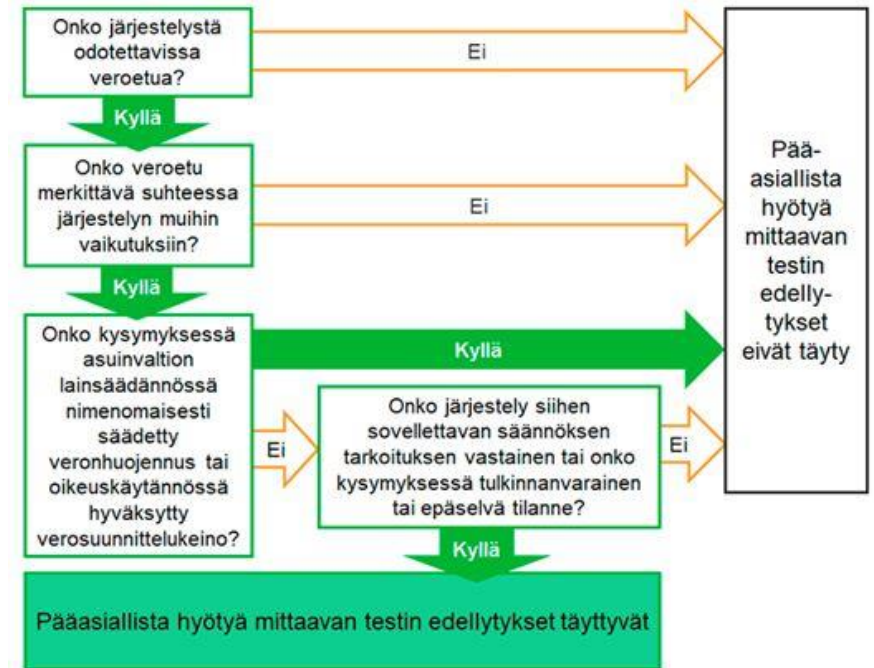 Onko järjestelystä
odotettavissa
veroetua?
Ei
Kyllä
Onko veroetu
merkittävä suhteessa
järjestelyn muihin
vaikutuksiin?
Ei
Kyllä
Onko kysymyksessä
asuinvaltion
lainsäädännössä
nimenomaisesti
säädetty
veronhuojennus tai
oikeuskäytännössä
hyväksytty
verosuunnittelukeino?
Kyllä
Ei
Onko järjestely siihen
sovellettavan säännöksen
tarkoituksen vastainen tai onko
kysymyksessä tulkinnanvarainen
tai epäselvä tilanne?
Ei
Kyllä
Pää-
asiallista
hyötyä
mittaavan
testin
edelly-
tykset
eivät täyty
Pääasiallista hyötyä mittaavan testin edellytykset täyttyvät